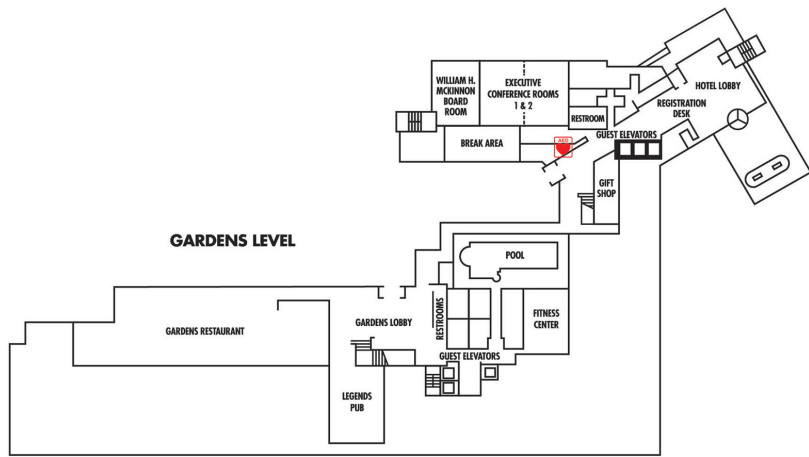 WILLIAM H.
MCKINNON
BOARD
ROOM
EXECUTIVE
CONFERENCE ROOMS
1 & 2
HOTEL LOBBY
REGISTRATION
DESK
RESTROOM
GUEST ELEVATORS
BREAK AREA
AED
GIFT
SHOP
GARDENS LEVEL
POOL
GARDENS RESTAURANT
GARDENS LOBBY
RESTROOMS
FITNESS
CENTER
GUEST ELEVATORS
LEGENDS
PUB